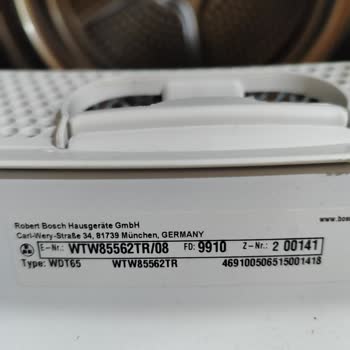 www.bos
Robert Bosch Hausgeräte GmbH
Carl-Wery-Straße 34, 81739 München, GERMANY
E-Nr.: WTW85562TR/08 FD: 9910 Z-Nr.: 2 00141
Type: WDT65 WTW85562TR 469100506515001418